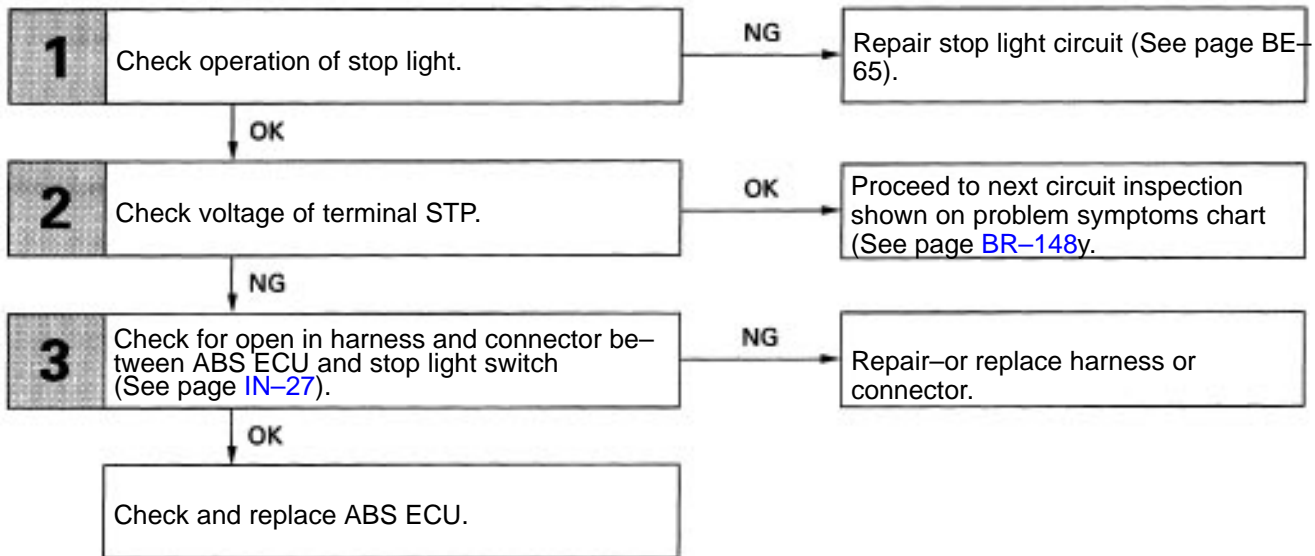 1
Check operation of stop light.
NG
Repair stop light circuit (See page BE–
65).
OK
2
Check voltage of terminal STP.
OK
Proceed to next circuit inspection
shown on problem symptoms chart
(See page BR–148y.
NG
3
Check for open in harness and connector be–
tween ABS ECU and stop light switch
(See page IN–27).
NG
Repair–or replace harness or
connector.
OK
Check and replace ABS ECU.